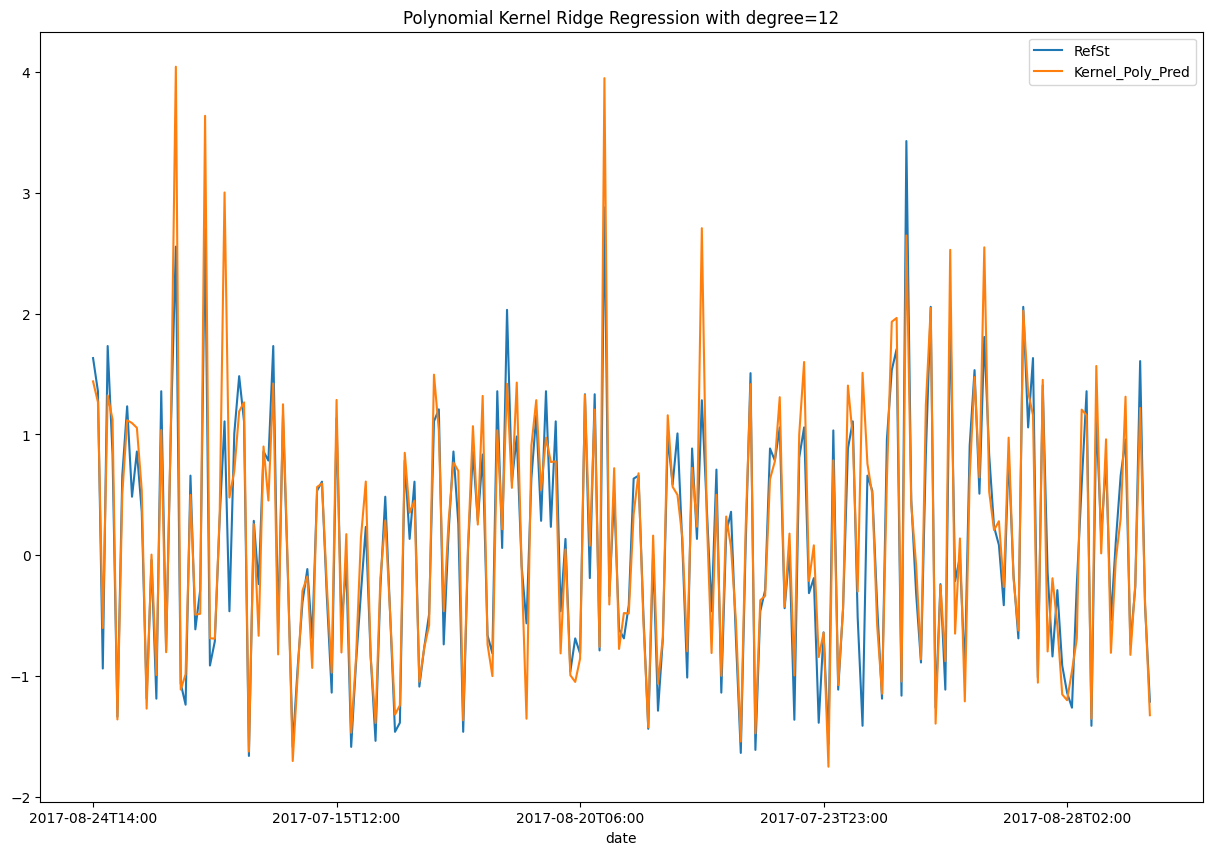 Polynomial Kernel Ridge Regression with degree=12
RefSt
Kernel_Poly_Pred
4
3
2
1
0
−1
−2
2017-08-24T14:00 2017-07-15T12:00 2017-08-20T06:00 2017-07-23T23:00 2017-08-28T02:00
date